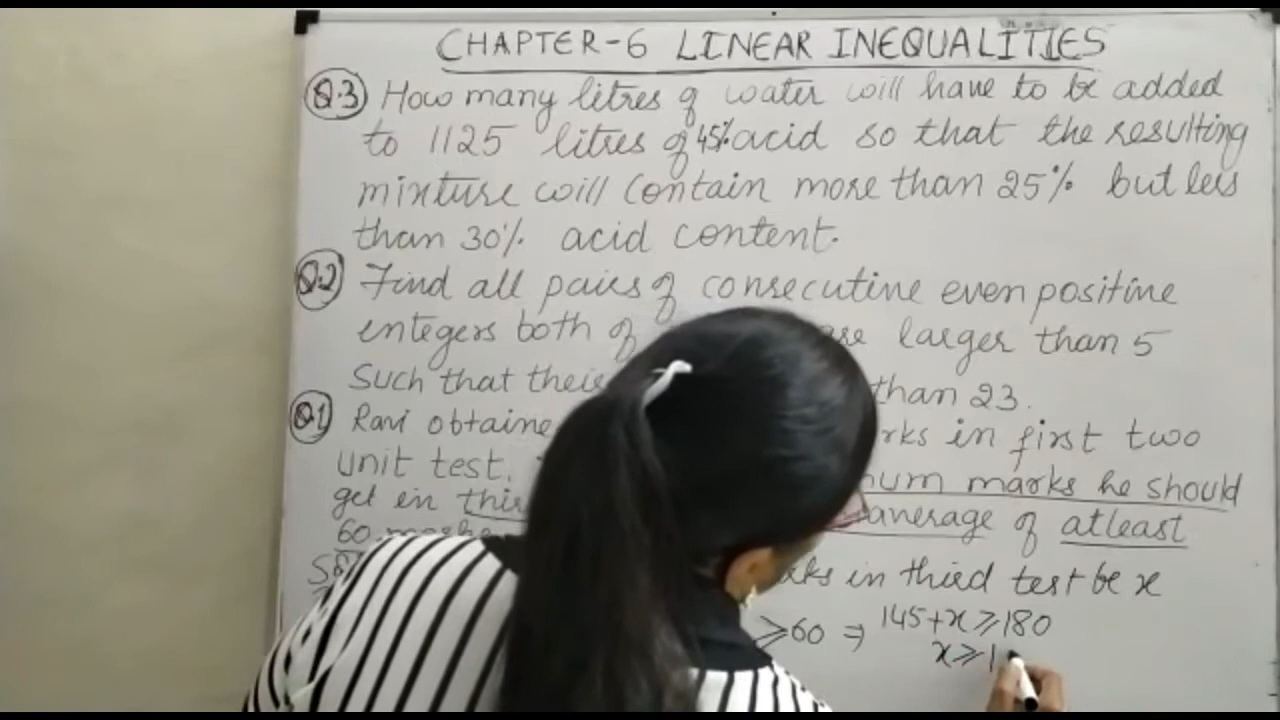 CHAPTER-6 LINEAR INEQUALITIES
Q.3 How many litres of water will have to be added
to 1125 litres of 45% acid so that the resulting
mixture will contain more than 25% but less
than 30% acid content.
Q.2 Find all pairs of consecutive even positive
integers both of are larger than 5
Such that their than 23.
Q.1 Ravi obtaine rks in first two
unit test.
num marks he should
get in thir
average of atleast
60 marks
ks in third test be x
≥60 ⇒ 145+x≥180
x≥1